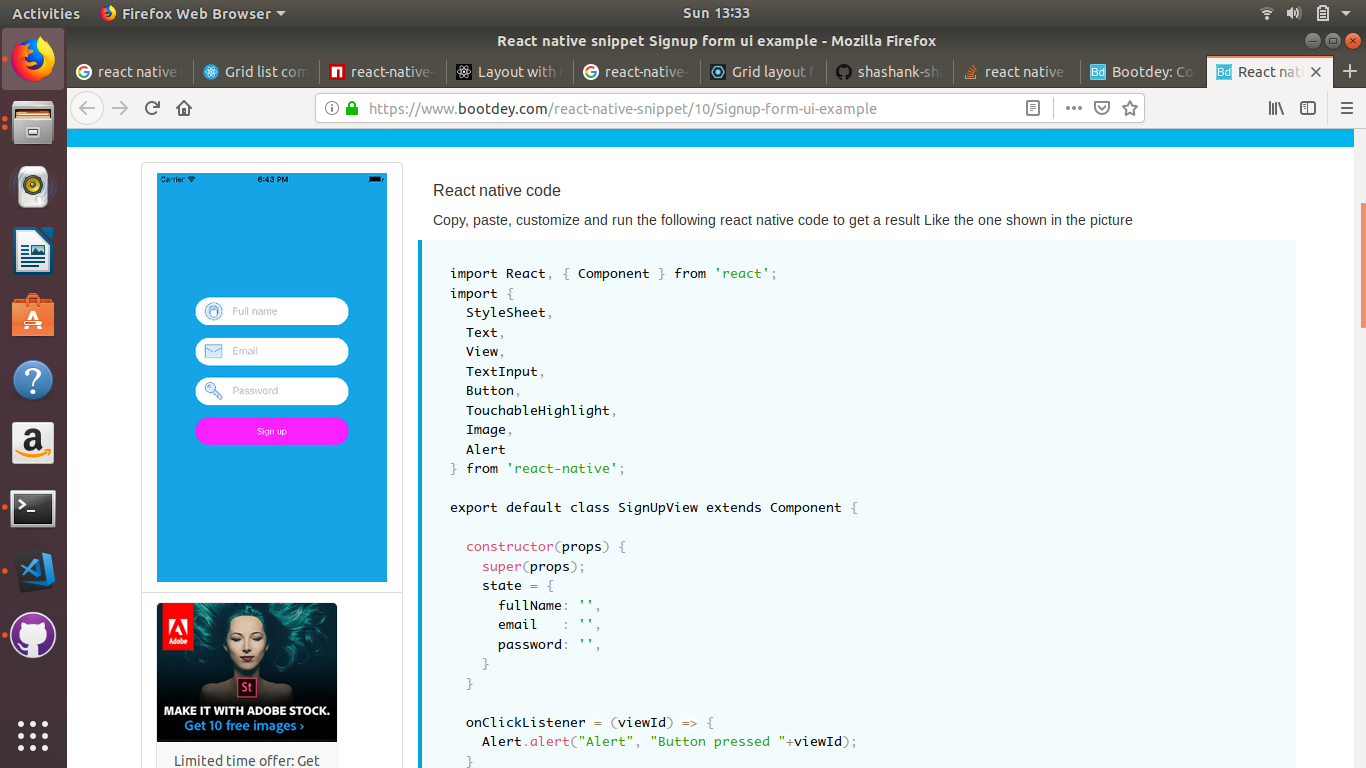 Activities Firefox Web Browser Sun 13:33
React native snippet Signup form ui example - Mozilla Firefox
react native Grid list com react-native- Layout with react-native- Grid layout f shashank-sha react native Bootdey: Co React nati
https://www.bootdey.com/react-native-snippet/10/Signup-form-ui-example
Carrier 6:43 PM
Full name
Email
Password
Sign up
Adobe
St
MAKE IT WITH ADOBE STOCK.
Get 10 free images ›
Limited time offer: Get
React native code
Copy, paste, customize and run the following react native code to get a result Like the one shown in the picture
import React, { Component } from 'react';
import {
StyleSheet,
Text,
View,
TextInput,
Button,
TouchableHighlight,
Image,
Alert
} from 'react-native';
export default class SignUpView extends Component {
constructor(props) {
super(props);
state = {
fullName: '',
email   : '',
password: '',
}
}
onClickListener = (viewId) => {
Alert.alert("Alert", "Button pressed "+viewId);
}